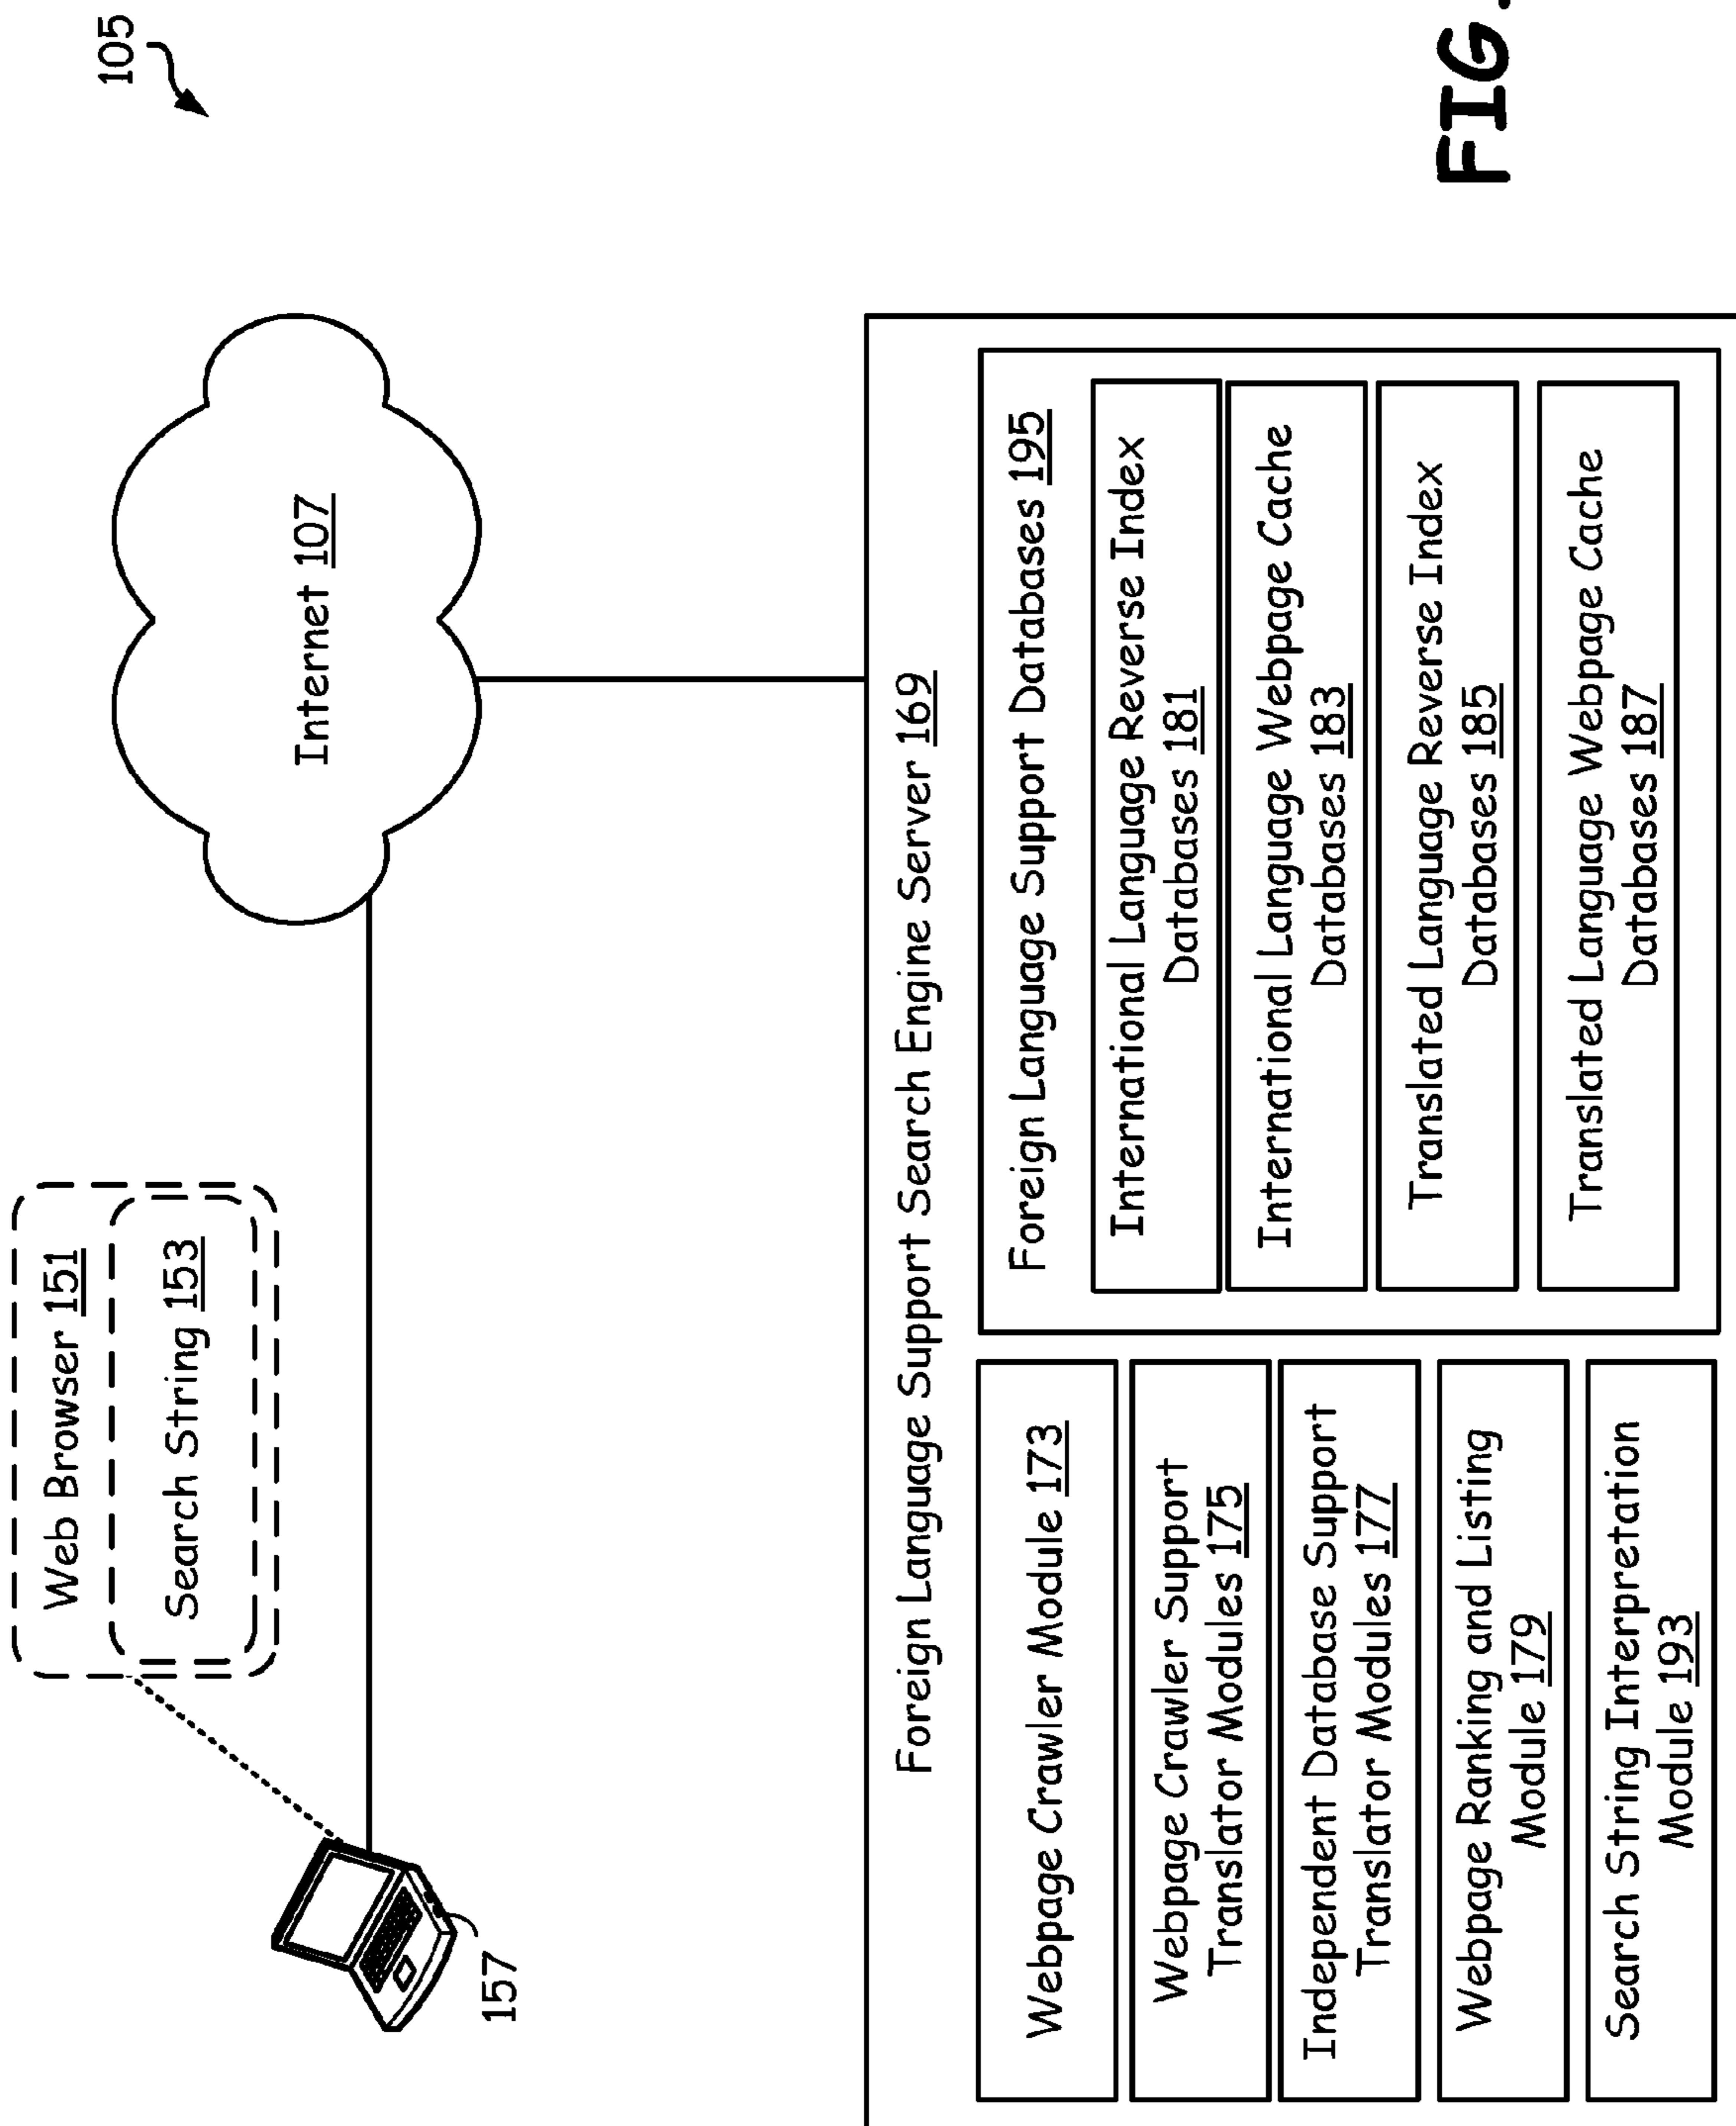 105
Web Browser 151
Search String 153
Internet 107
157
Foreign Language Support Search Engine Server 169
Webpage Crawler Module 173
Webpage Crawler Support
Translator Modules 175
Independent Database Support
Translator Modules 177
Webpage Ranking and Listing
Module 179
Search String Interpretation
Module 193
Foreign Language Support Databases 195
International Language Reverse Index
Databases 181
International Language Webpage Cache
Databases 183
Translated Language Reverse Index
Databases 185
Translated Language Webpage Cache
Databases 187
FIG.